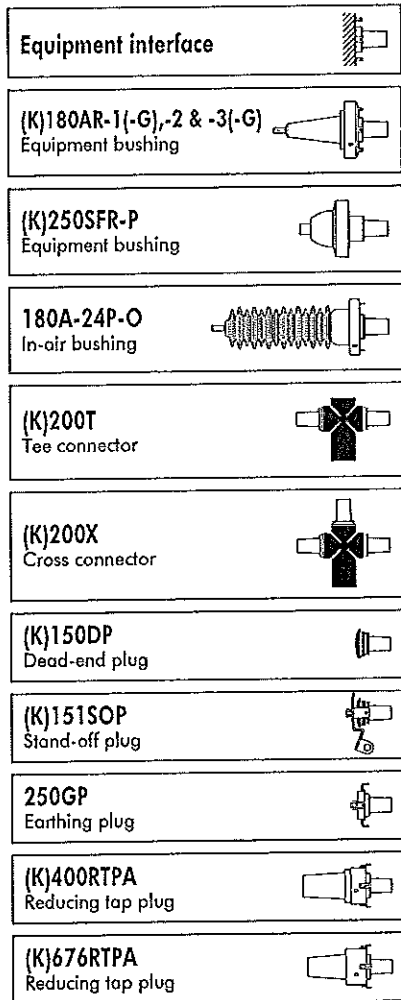 Equipment interface
(K)180AR-1(-G),-2 & -3(-G)
Equipment bushing
(K)250SFR-P
Equipment bushing
180A-24P-O
In-air bushing
(K)200T
Tee connector
(K)200X
Cross connector
(K)150DP
Dead-end plug
(K)151SOP
Stand-off plug
250GP
Earthing plug
(K)400RTPA
Reducing tap plug
(K)676RTPA
Reducing tap plug